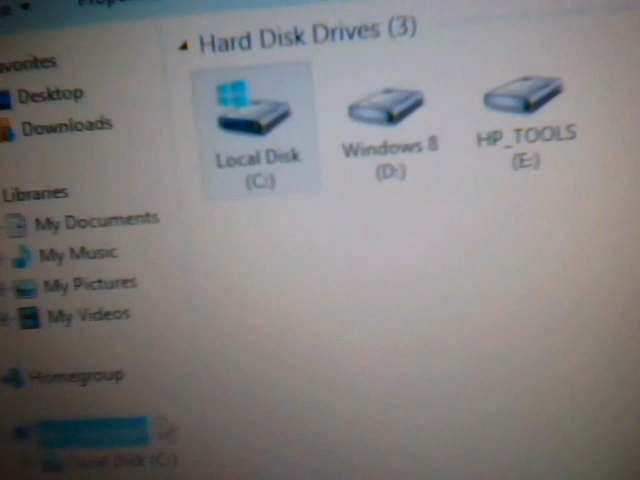 Hard Disk Drives (3)
Local Disk
(C:)
Windows 8
(D:)
HP_TOOLS
(E:)
Desktop
Downloads
Libraries
My Documents
My Music
My Pictures
My Videos
Homegroup
Disk (C:)